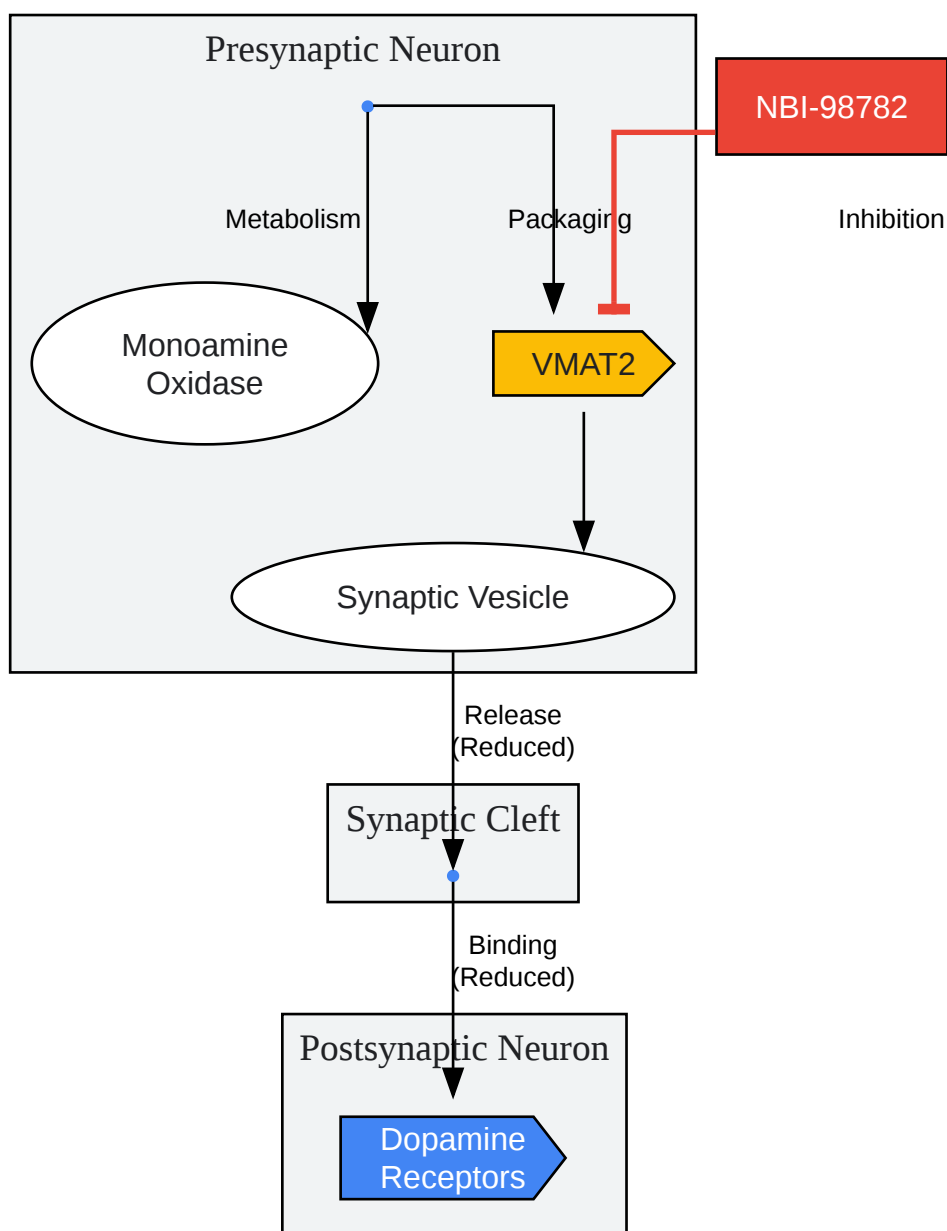 Presynaptic Neuron
NBI-98782
Metabolism
Packaging
Inhibition
Monoamine
Oxidase
VMAT2
Synaptic Vesicle
Release
(Reduced)
Synaptic Cleft
Binding
(Reduced)
Postsynaptic Neuron
Dopamine
Receptors